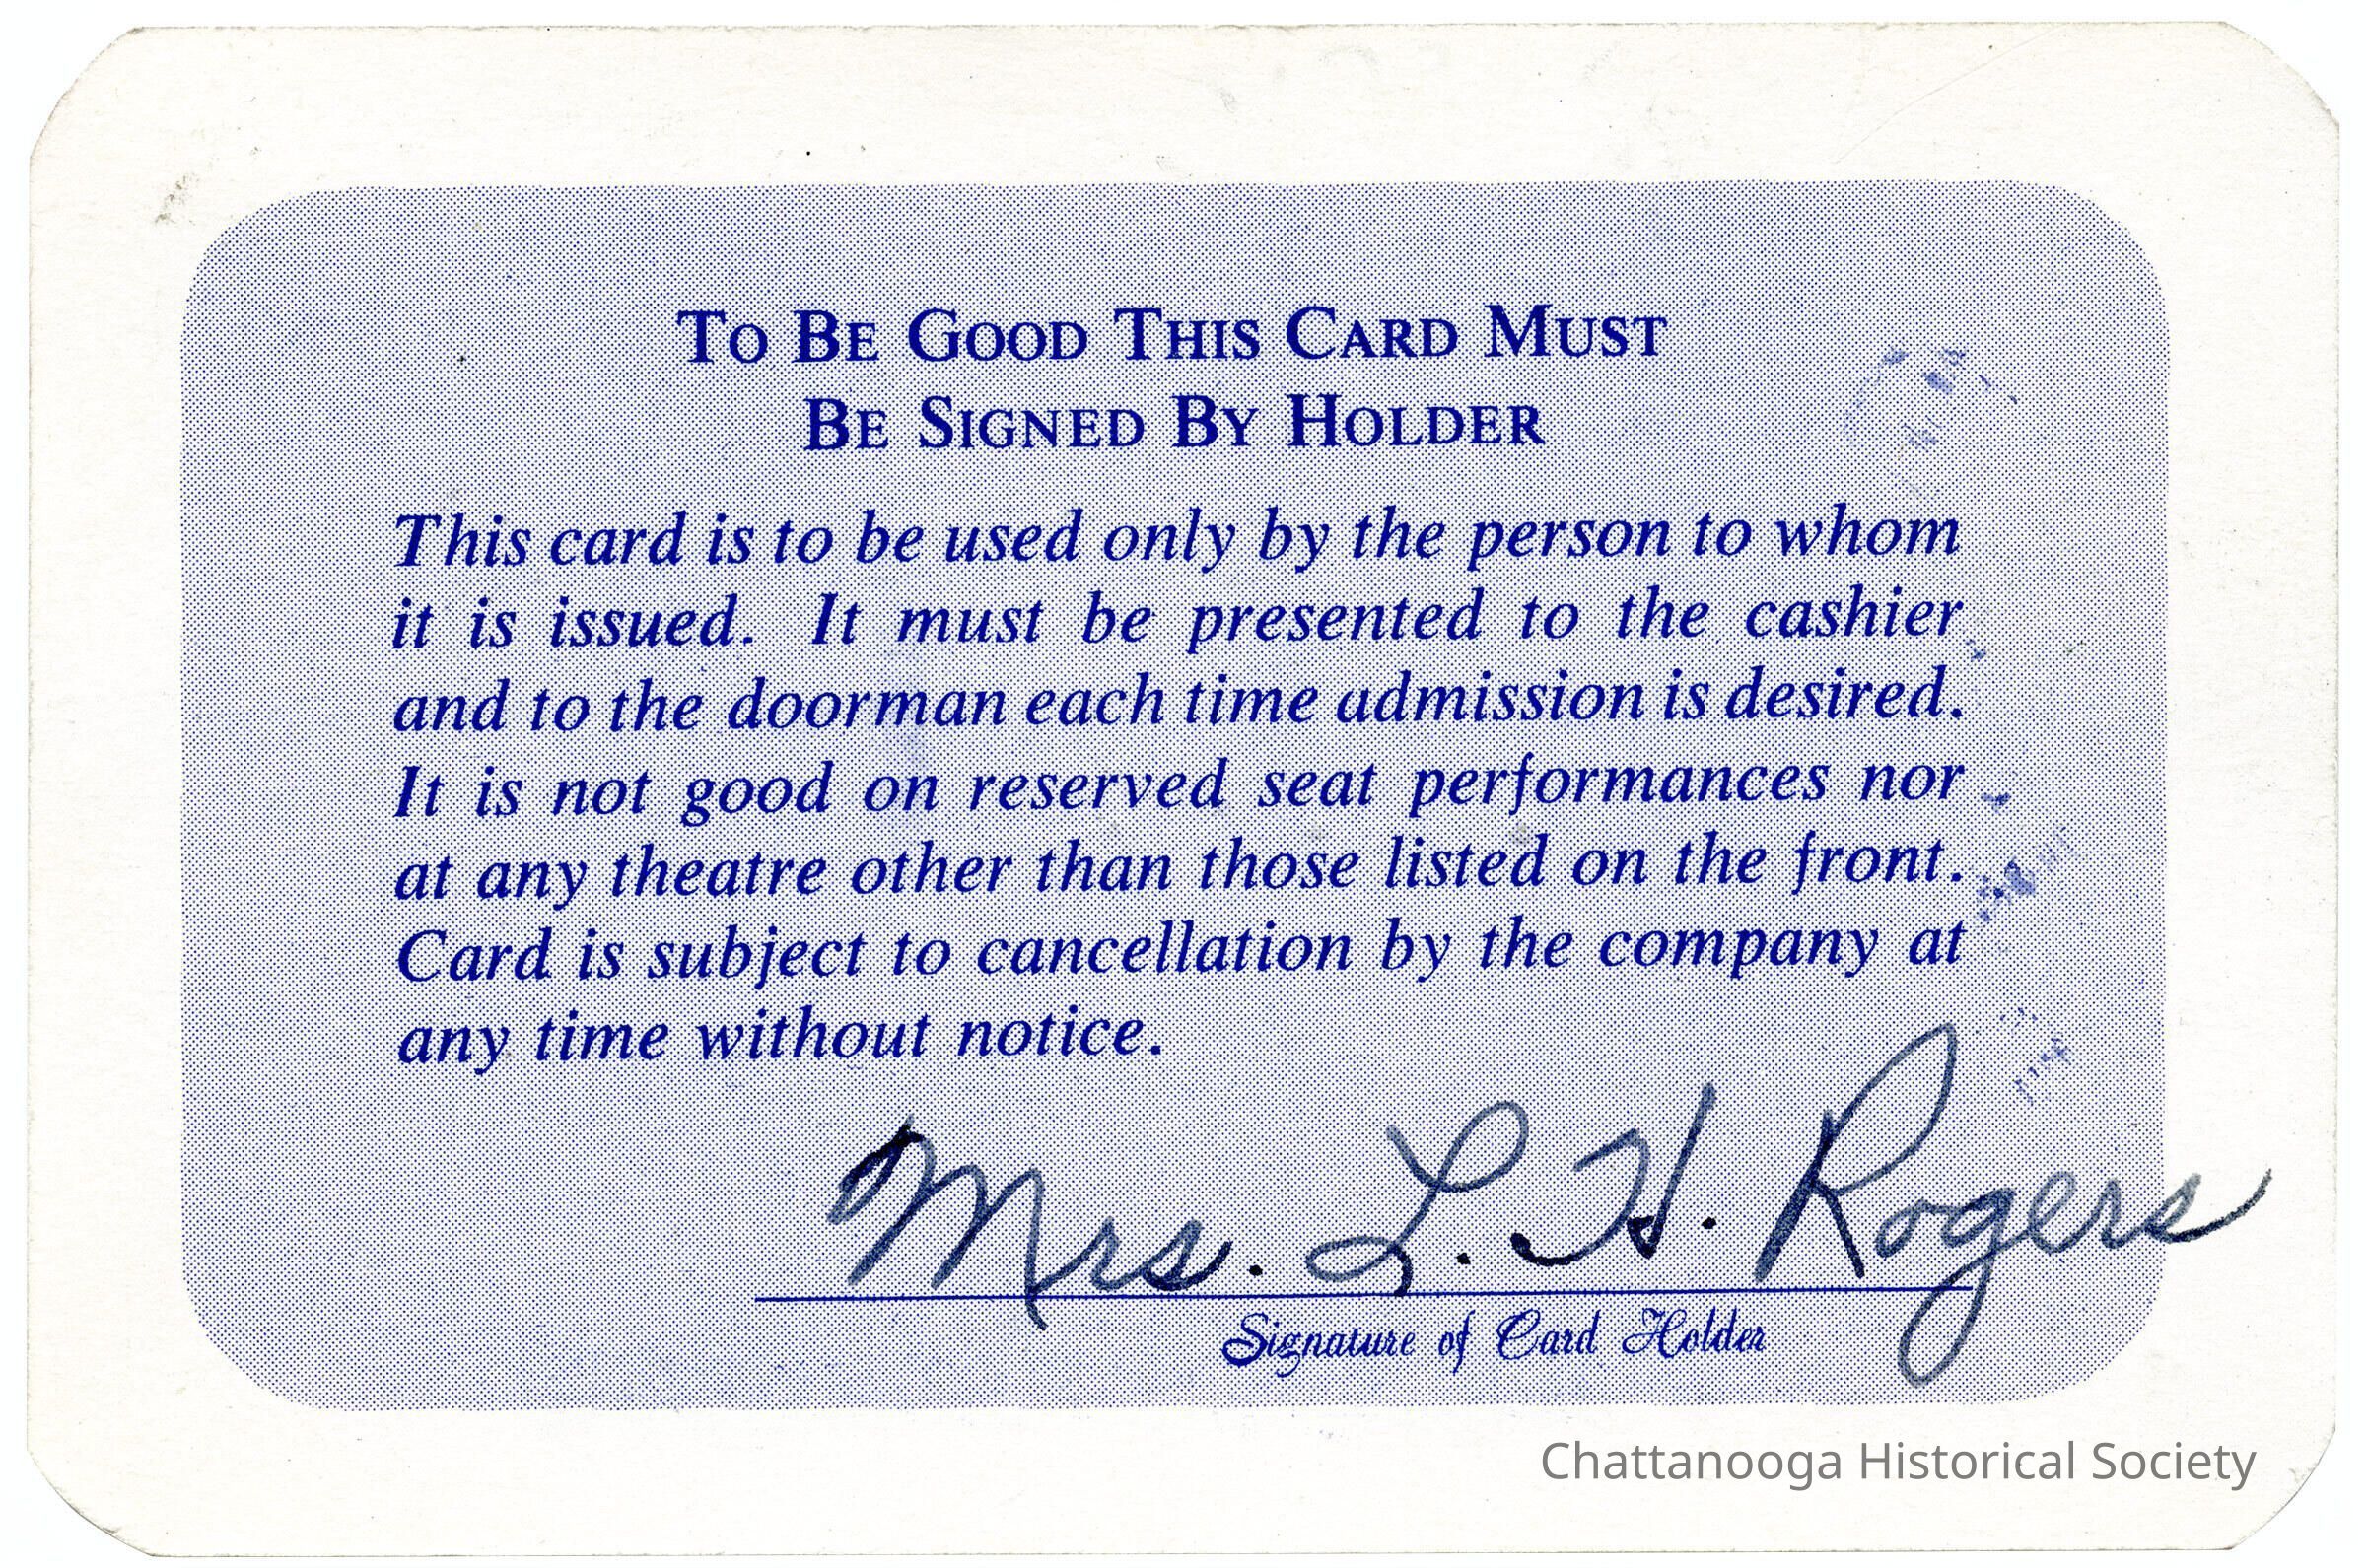 To Be Good This Card Must
Be Signed By Holder
This card is to be used only by the person to whom
it is issued. It must be presented to the cashier
and to the doorman each time admission is desired.
It is not good on reserved seat performances nor
at any theatre other than those listed on the front.
Card is subject to cancellation by the company at
any time without notice.
Mrs. L. H. Rogers
Signature of Card Holder
Chattanooga Historical Society